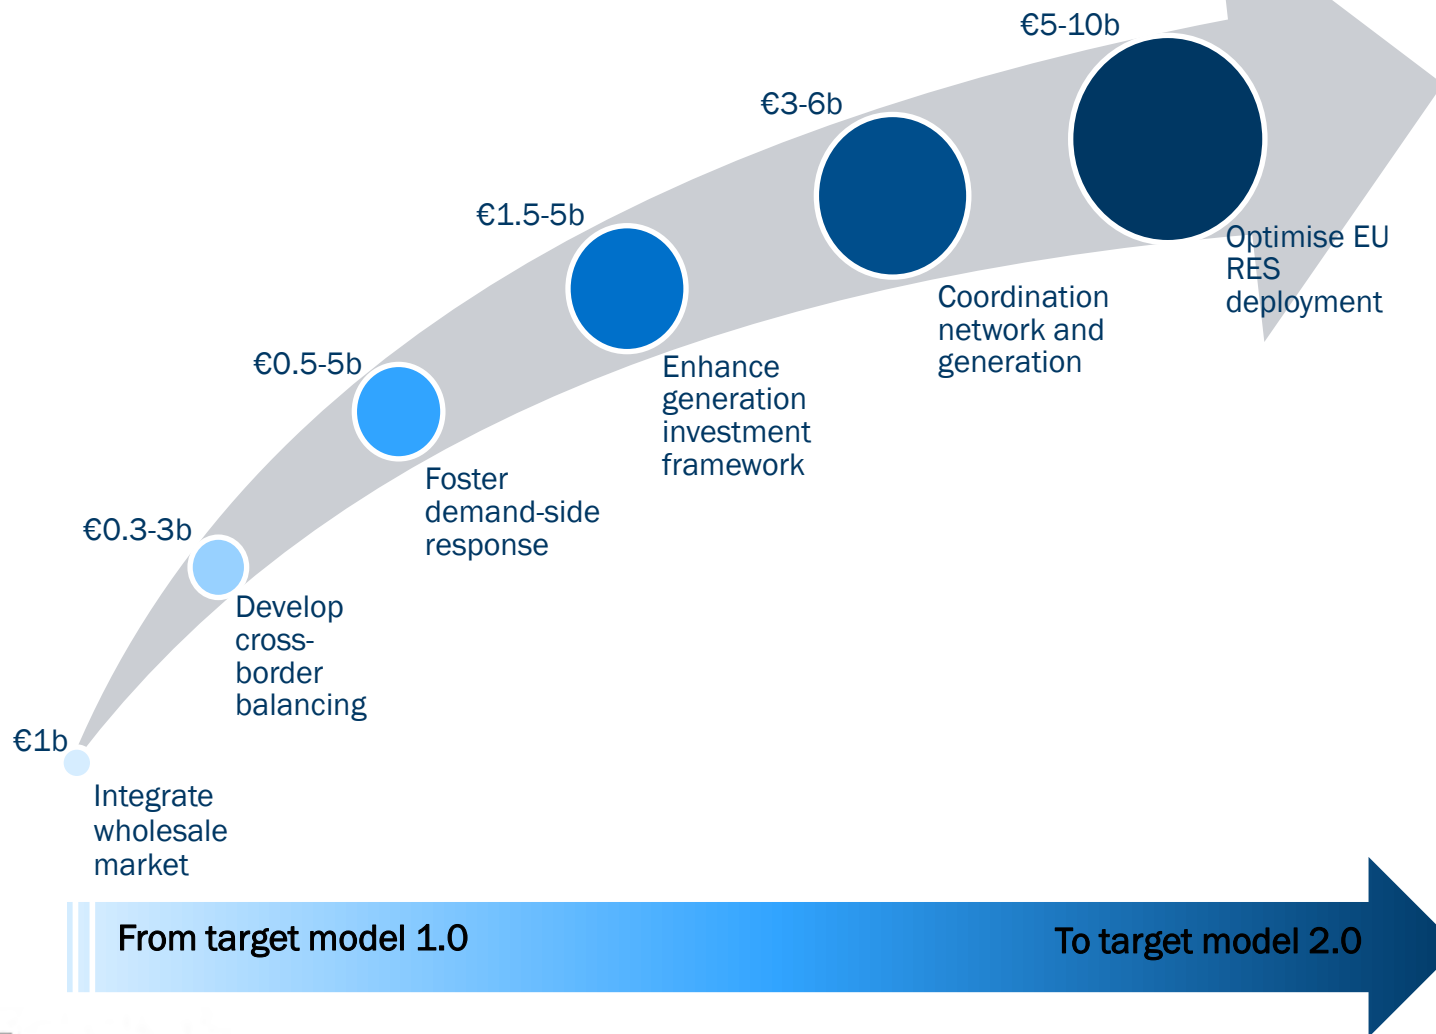 €5-10b
Optimise EU
RES
deployment
€3-6b
Coordination
network and
generation
€1.5-5b
Enhance
generation
investment
framework
€0.5-5b
Foster
demand-side
response
€0.3-3b
Develop
cross-
border
balancing
€1b
Integrate
wholesale
market
From target model 1.0
To target model 2.0